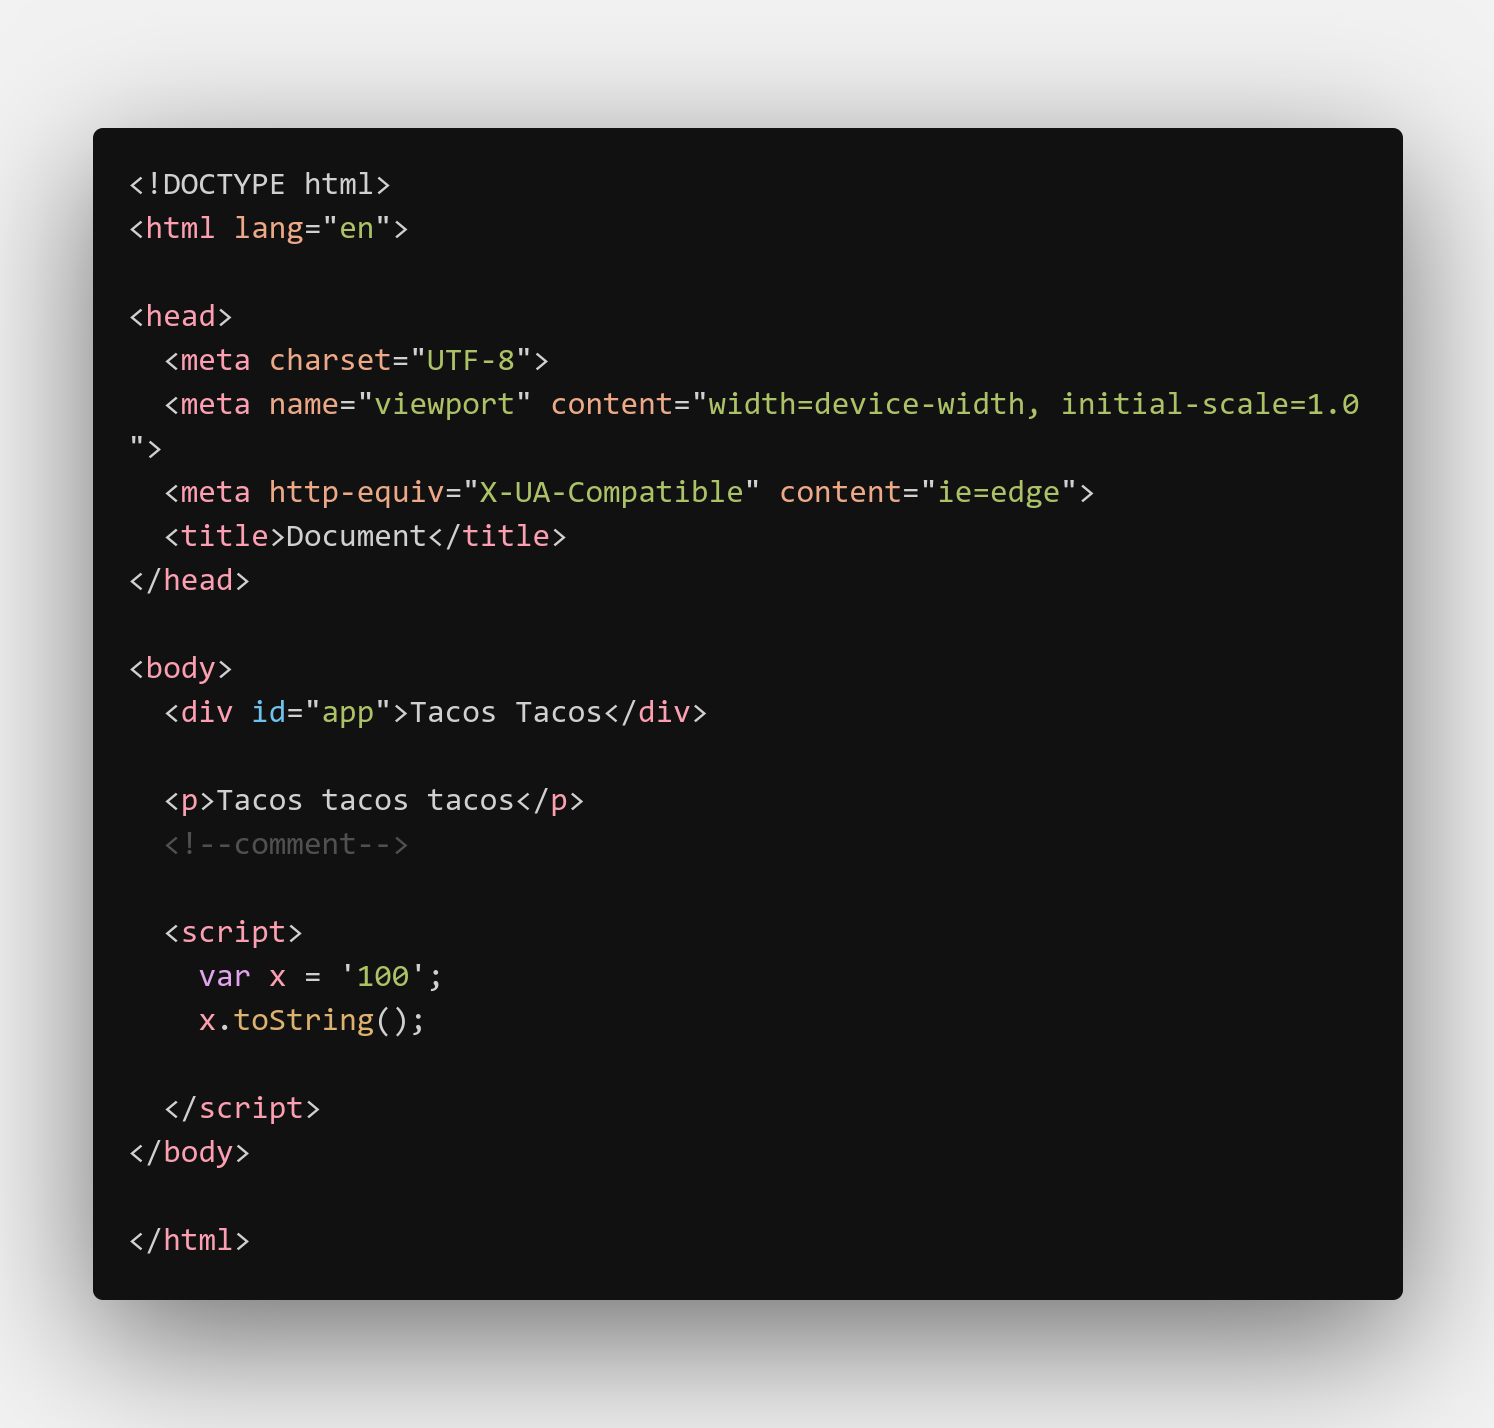 <!DOCTYPE html>
<html lang="en">

<head>
  <meta charset="UTF-8">
  <meta name="viewport" content="width=device-width, initial-scale=1.0
">
  <meta http-equiv="X-UA-Compatible" content="ie=edge">
  <title>Document</title>
</head>

<body>
  <div id="app">Tacos Tacos</div>

  <p>Tacos tacos tacos</p>
  <!--comment-->

  <script>
    var x = '100';
    x.toString();

  </script>
</body>

</html>